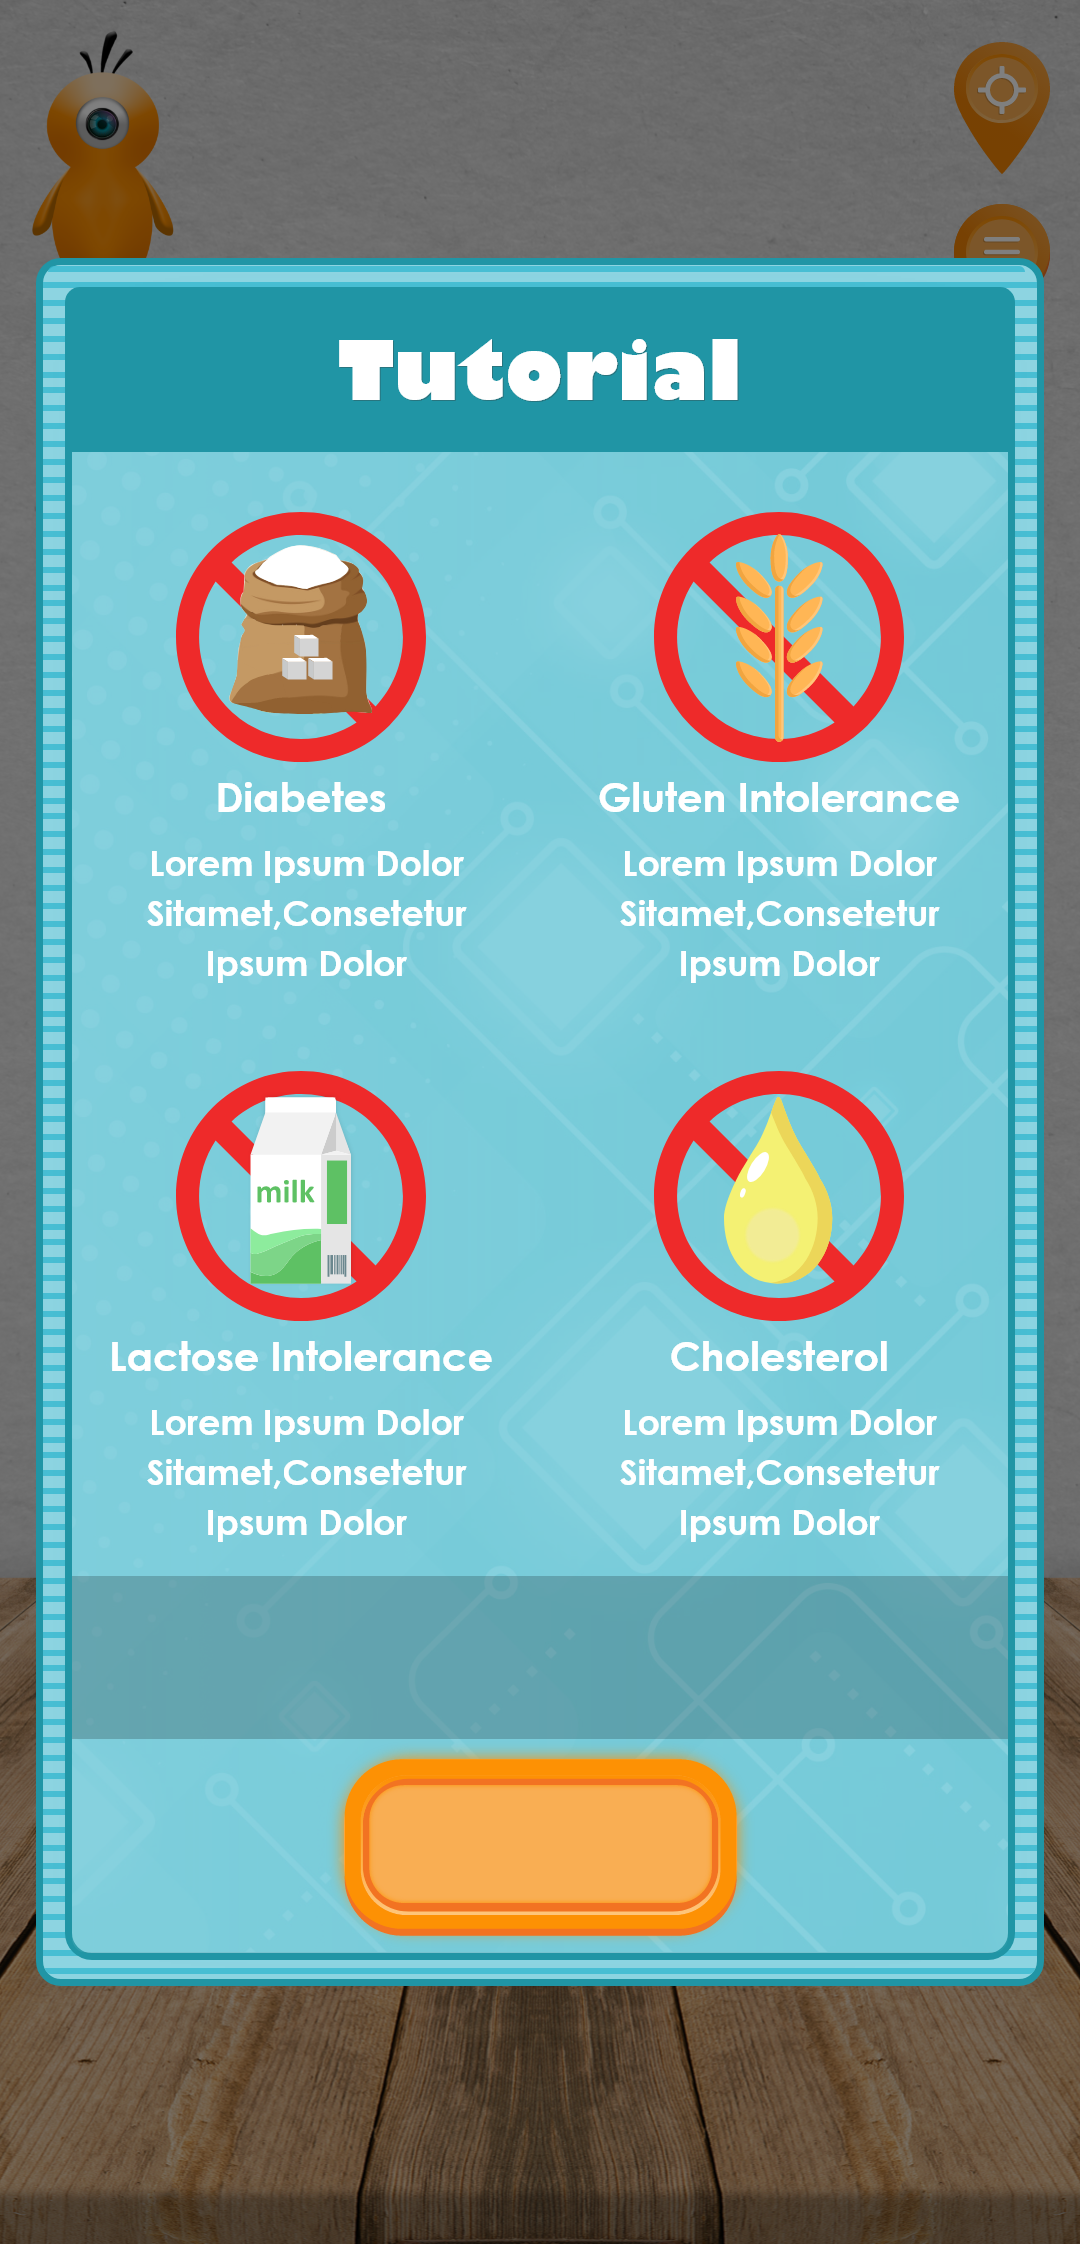 Tutorial
Diabetes
Lorem Ipsum Dolor
Sitamet,Consetetur
Ipsum Dolor
Gluten Intolerance
Lorem Ipsum Dolor
Sitamet,Consetetur
Ipsum Dolor
milk
Lactose Intolerance
Lorem Ipsum Dolor
Sitamet,Consetetur
Ipsum Dolor
Cholesterol
Lorem Ipsum Dolor
Sitamet,Consetetur
Ipsum Dolor